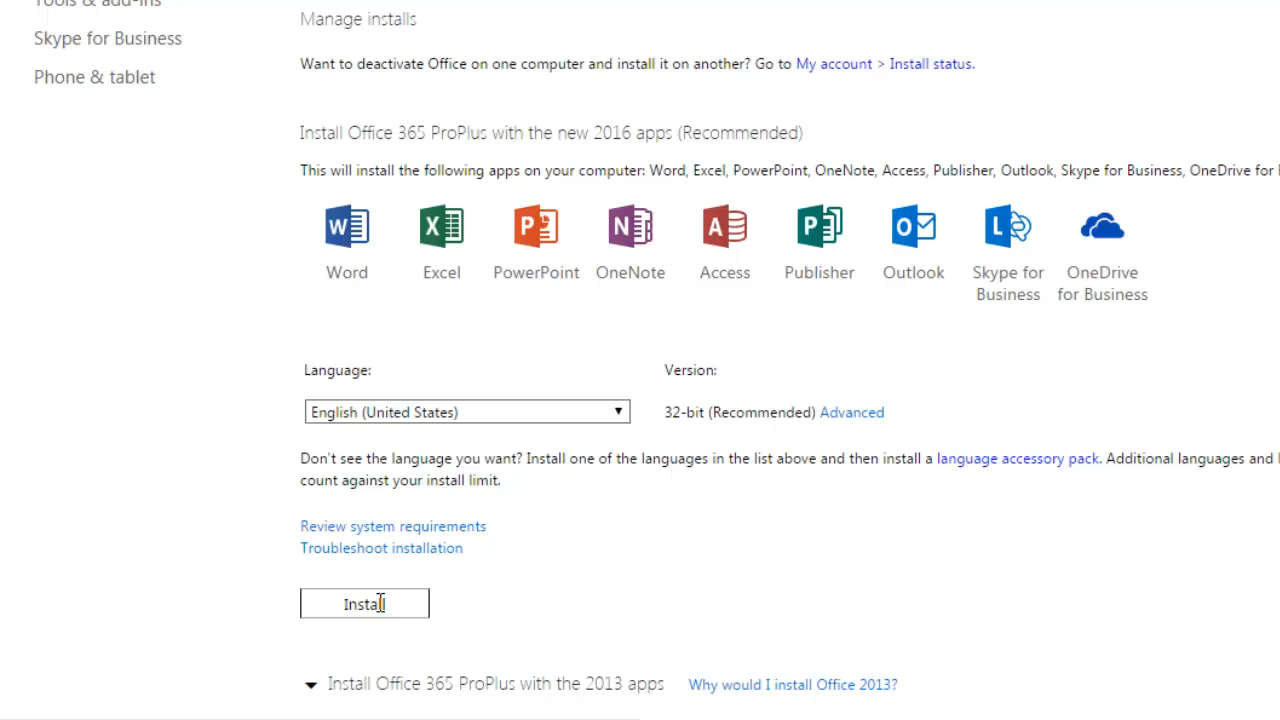 Tools & add-ins
Skype for Business
Phone & tablet
Manage installs
Want to deactivate Office on one computer and install it on another? Go to My account > Install status.
Install Office 365 ProPlus with the new 2016 apps (Recommended)
This will install the following apps on your computer: Word, Excel, PowerPoint, OneNote, Access, Publisher, Outlook, Skype for Business, OneDrive for
Word Excel PowerPoint OneNote Access Publisher Outlook Skype for Business OneDrive for Business
Language: Version:
English (United States) 32-bit (Recommended) Advanced
Don't see the language you want? Install one of the languages in the list above and then install a language accessory pack. Additional languages and
count against your install limit.
Review system requirements
Troubleshoot installation
Install
Install Office 365 ProPlus with the 2013 apps Why would I install Office 2013?